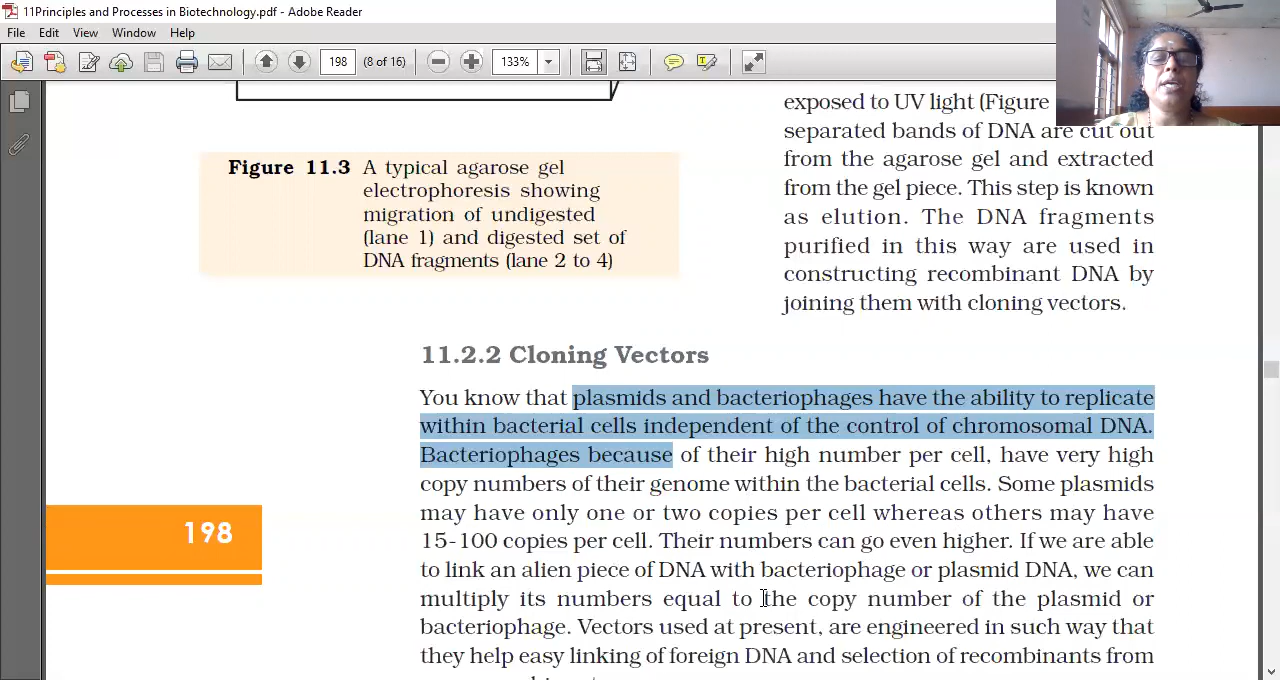 11Principles and Processes in Biotechnology.pdf - Adobe Reader
File Edit View Window Help
198 (8 of 16) 133%
exposed to UV light (Figure
separated bands of DNA are cut out
from the agarose gel and extracted
from the gel piece. This step is known
as elution. The DNA fragments
purified in this way are used in
constructing recombinant DNA by
joining them with cloning vectors.
Figure 11.3 A typical agarose gel
electrophoresis showing
migration of undigested
(lane 1) and digested set of
DNA fragments (lane 2 to 4)
11.2.2 Cloning Vectors
You know that plasmids and bacteriophages have the ability to replicate
within bacterial cells independent of the control of chromosomal DNA.
Bacteriophages because of their high number per cell, have very high
copy numbers of their genome within the bacterial cells. Some plasmids
may have only one or two copies per cell whereas others may have
15-100 copies per cell. Their numbers can go even higher. If we are able
to link an alien piece of DNA with bacteriophage or plasmid DNA, we can
multiply its numbers equal to the copy number of the plasmid or
bacteriophage. Vectors used at present, are engineered in such way that
they help easy linking of foreign DNA and selection of recombinants from
198